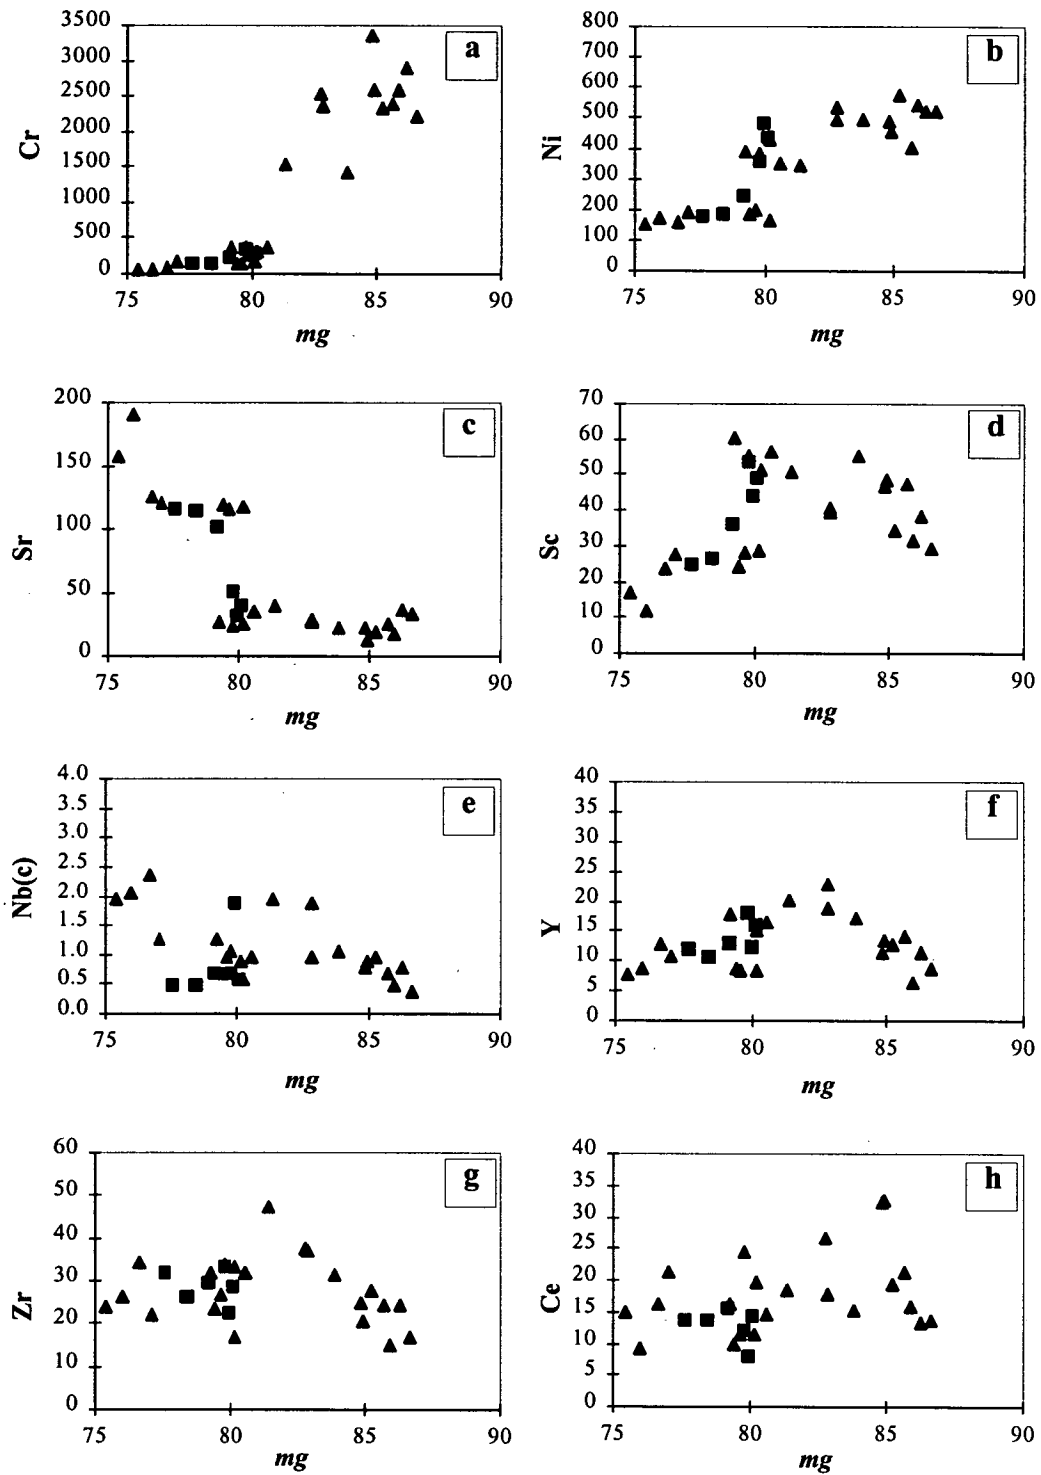 a
Cr
3500
3000
2500
2000
1500
1000
500
0
75 80 85 90
mg
b
Ni
800
700
600
500
400
300
200
100
0
75 80 85 90
mg
c
Sr
200
150
100
50
0
75 80 85 90
mg
d
Sc
70
60
50
40
30
20
10
0
75 80 85 90
mg
e
Nb(c)
4.0
3.5
3.0
2.5
2.0
1.5
1.0
0.5
0.0
75 80 85 90
mg
f
Y
40
35
30
25
20
15
10
5
0
75 80 85 90
mg
g
Zr
60
50
40
30
20
10
0
75 80 85 90
mg
h
Ce
40
35
30
25
20
15
10
5
0
75 80 85 90
mg